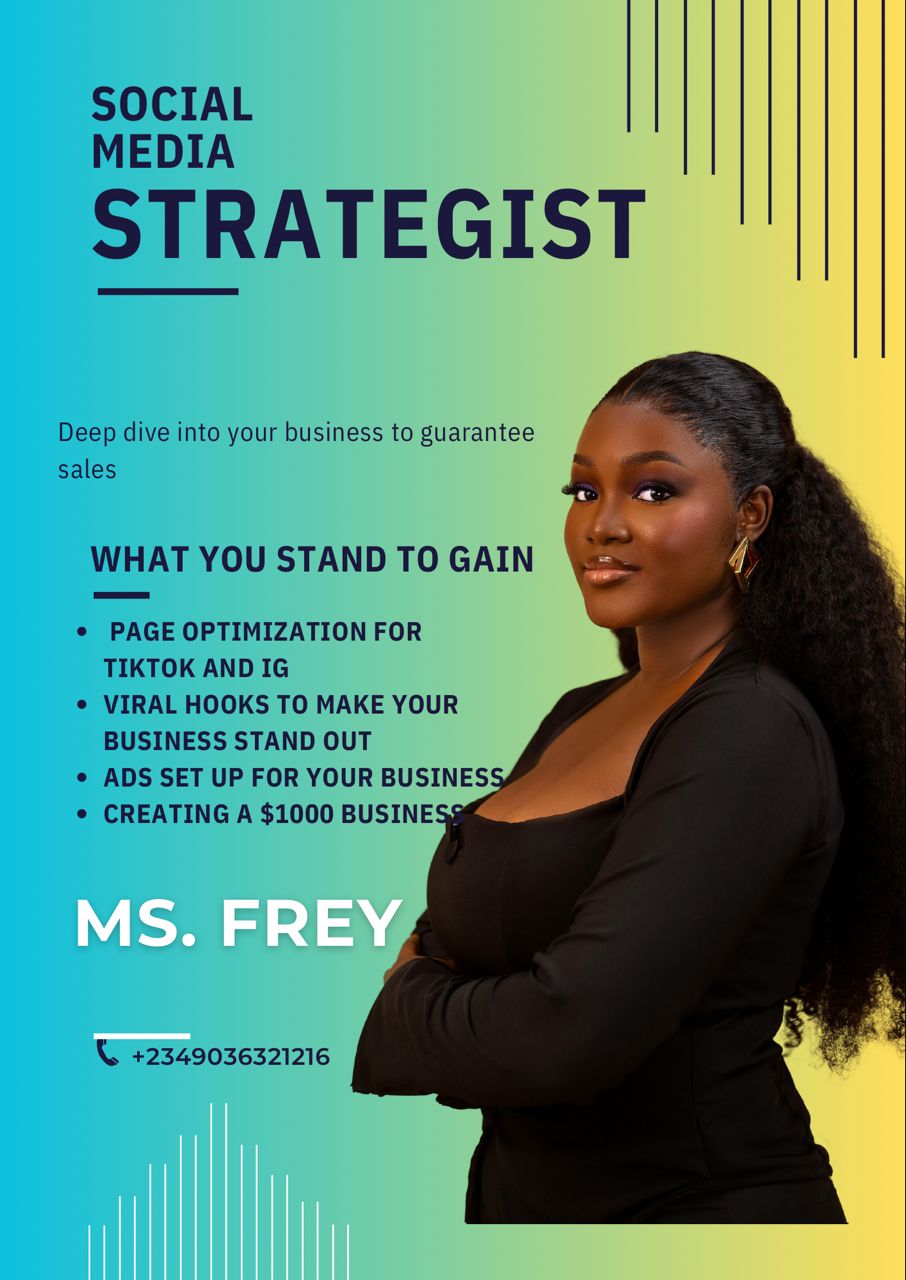 SOCIAL
MEDIA
STRATEGIST
Deep dive into your business to guarantee
sales
WHAT YOU STAND TO GAIN
• PAGE OPTIMIZATION FOR
TIKTOK AND IG
• VIRAL HOOKS TO MAKE YOUR
BUSINESS STAND OUT
• ADS SET UP FOR YOUR BUSINESS
• CREATING A $1000 BUSINESS
MS. FREY
+2349036321216